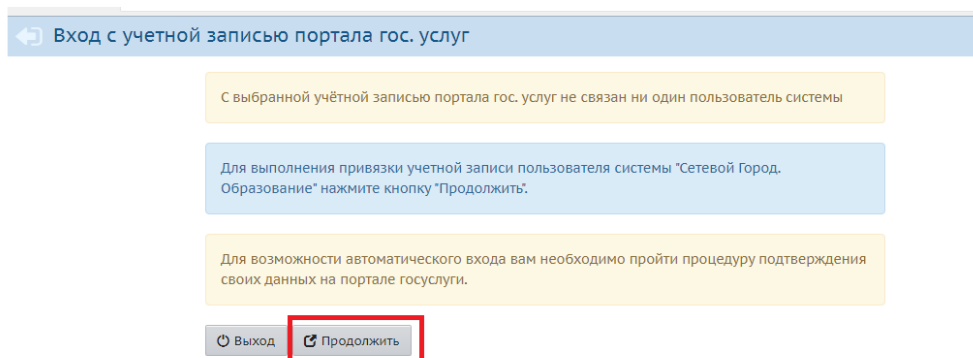 Вход с учетной записью портала гос. услуг
С выбранной учётной записью портала гос. услуг не связан ни один пользователь системы
Для выполнения привязки учетной записи пользователя системы "Сетевой Город.
Образование" нажмите кнопку "Продолжить".
Для возможности автоматического входа вам необходимо пройти процедуру подтверждения
своих данных на портале госуслуги.
Выход Продолжить